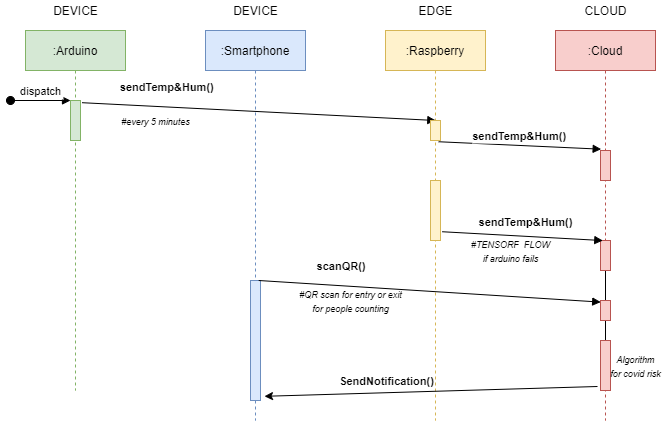 DEVICE DEVICE EDGE CLOUD
:Arduino :Smartphone :Raspberry :Cloud
dispatch
sendTemp&Hum()
#every 5 minutes
sendTemp&Hum()
sendTemp&Hum()
#TENSORF FLOW
if arduino fails
scanQR()
#QR scan for entry or exit
for people counting
Algorithm
for covid risk
SendNotification()